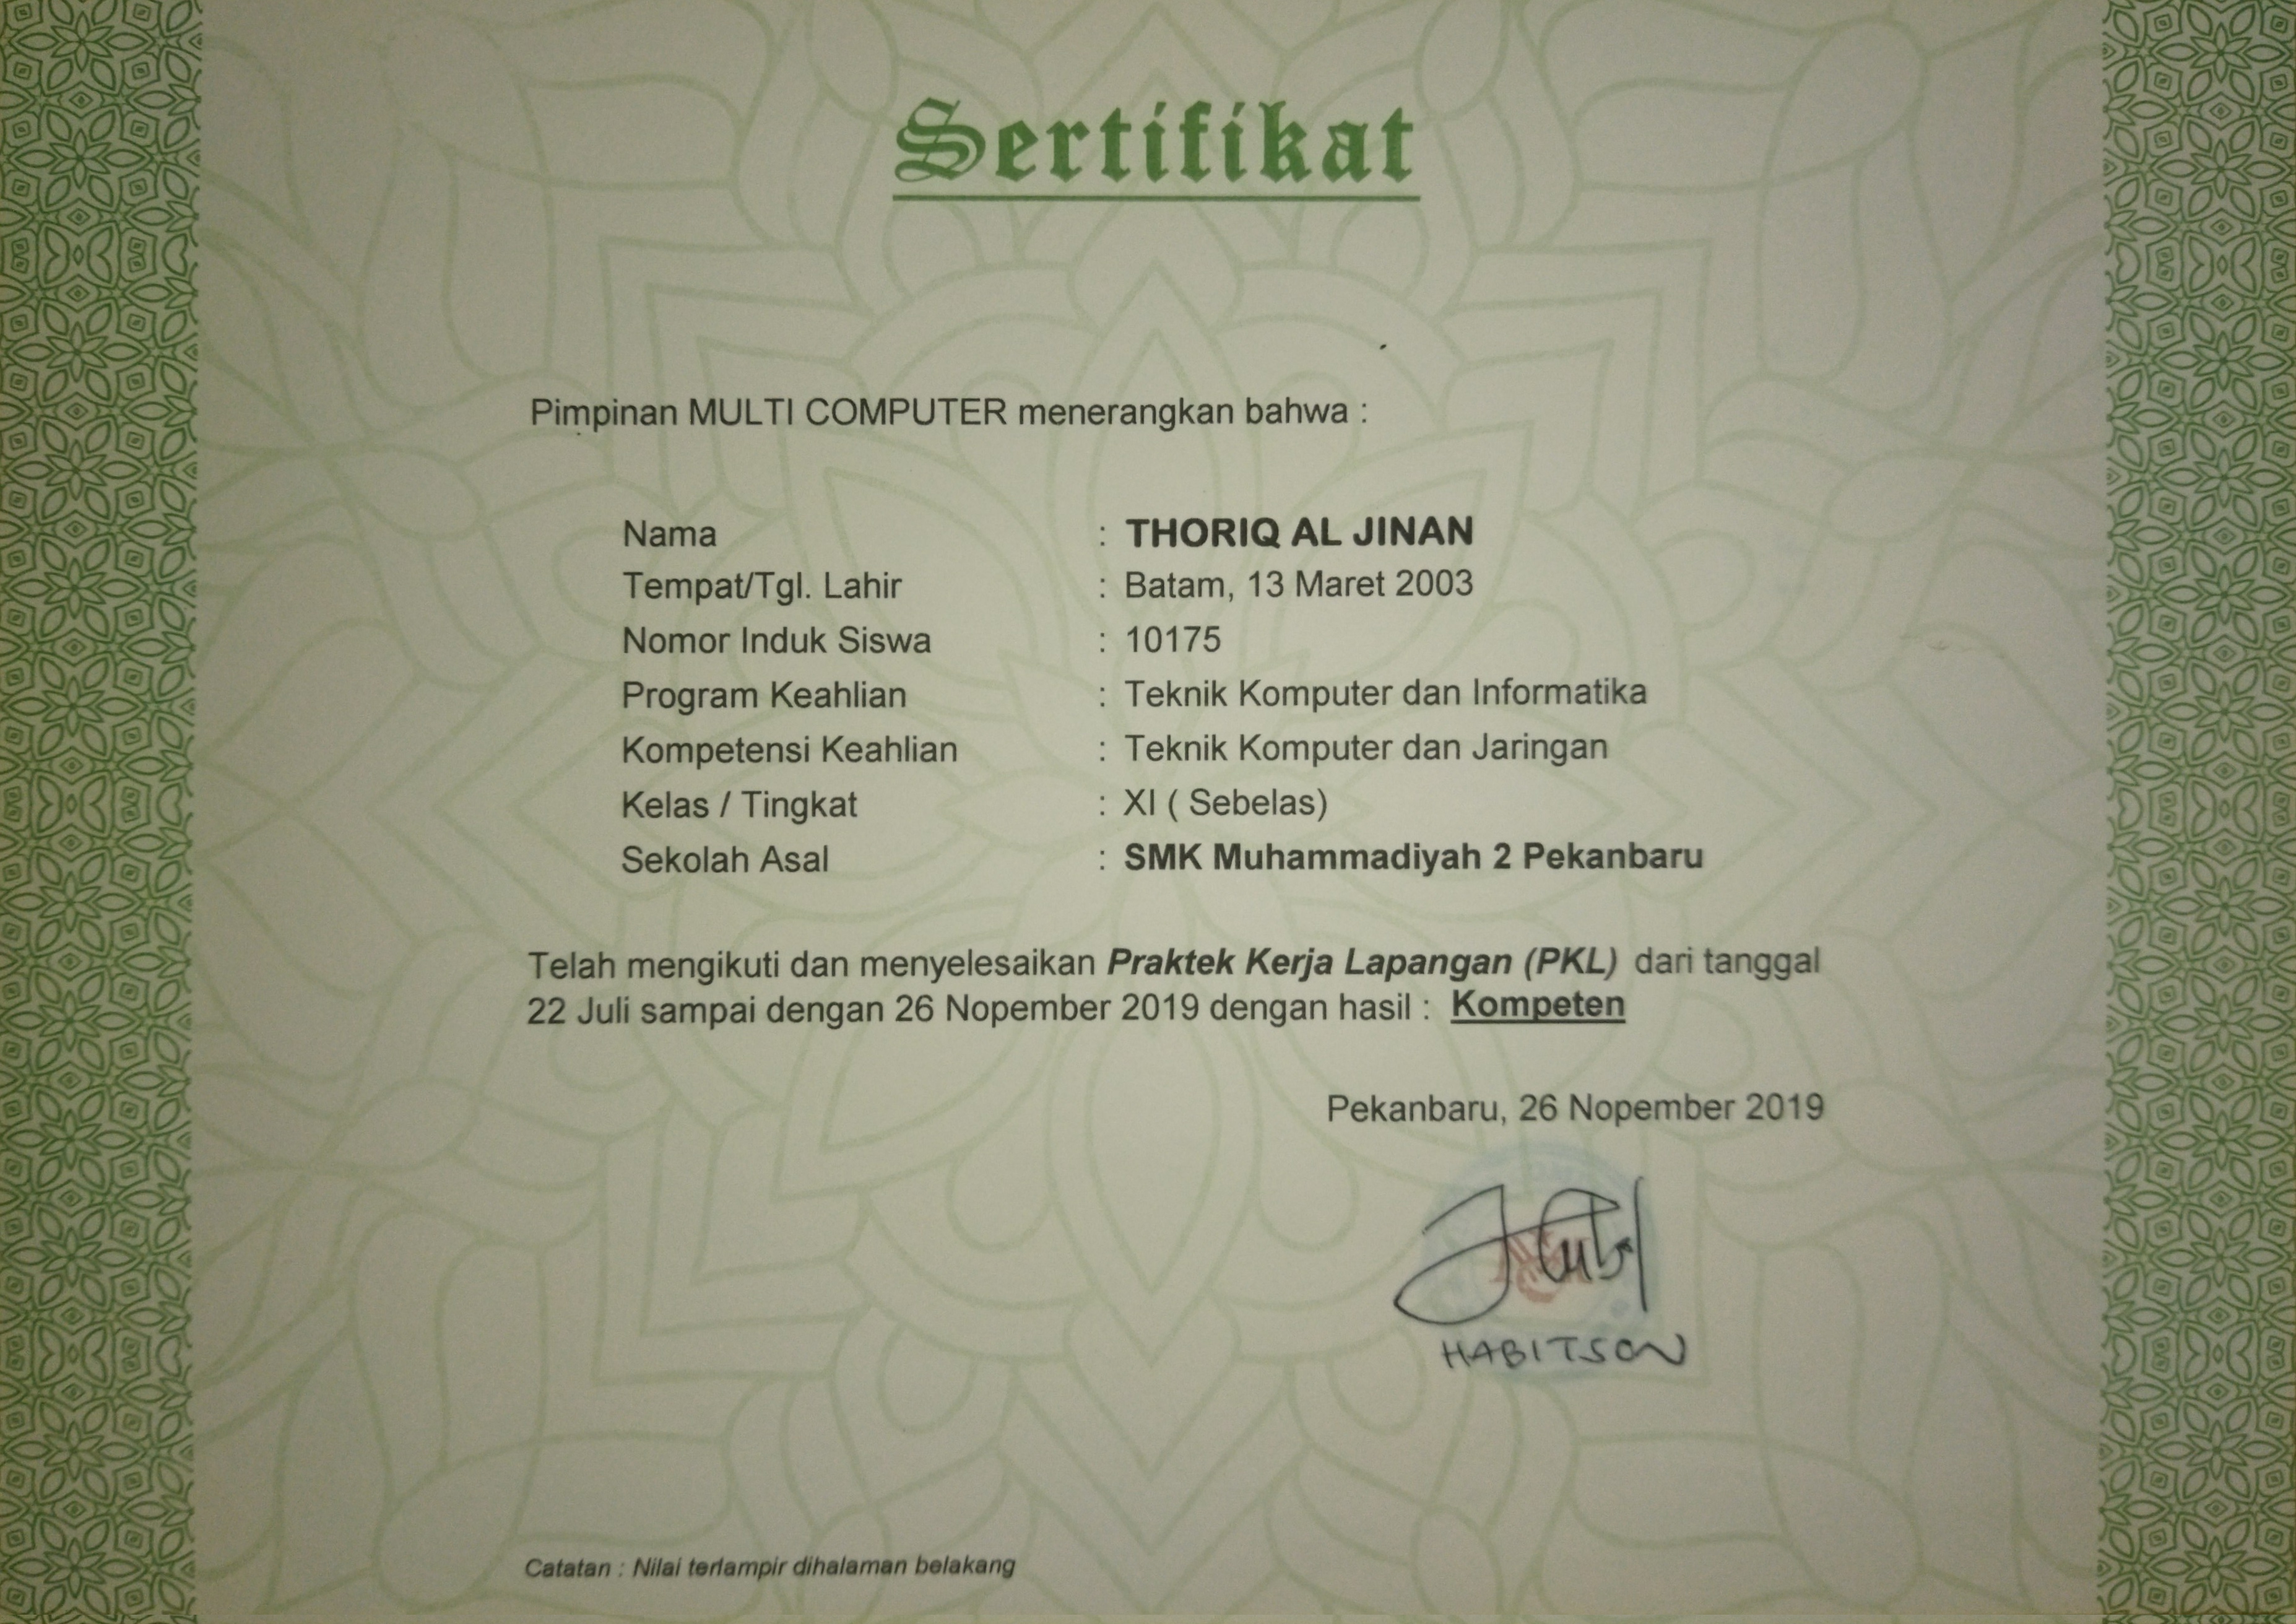 Sertifikat
Pimpinan MULTI COMPUTER menerangkan bahwa :
Nama : THORIQ AL JINAN
Tempat/Tgl. Lahir : Batam, 13 Maret 2003
Nomor Induk Siswa : 10175
Program Keahlian : Teknik Komputer dan Informatika
Kompetensi Keahlian : Teknik Komputer dan Jaringan
Kelas / Tingkat : XI ( Sebelas)
Sekolah Asal : SMK Muhammadiyah 2 Pekanbaru
Telah mengikuti dan menyelesaikan Praktek Kerja Lapangan (PKL) dari tanggal
22 Juli sampai dengan 26 Nopember 2019 dengan hasil : Kompeten
Pekanbaru, 26 Nopember 2019
HABITSON
Catatan : Nilai terlampir dihalaman belakang